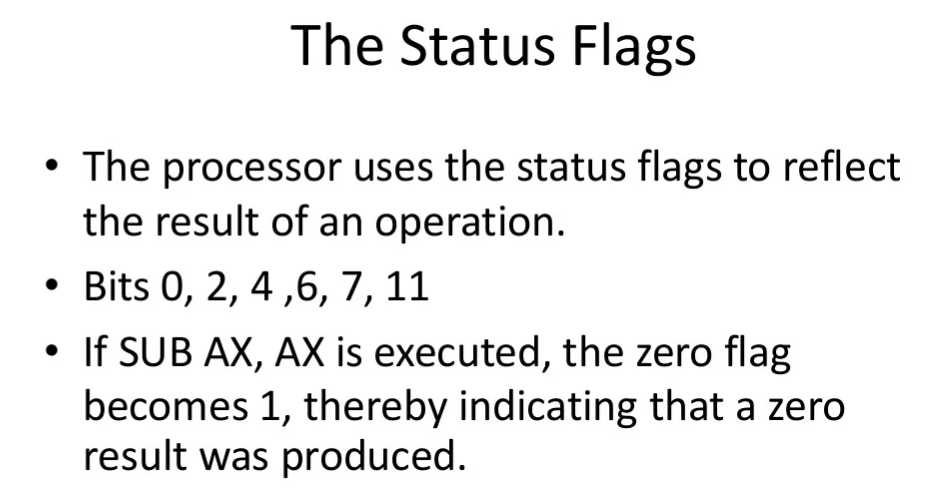 The Status Flags
• The processor uses the status flags to reflect
the result of an operation.
• Bits 0, 2, 4 ,6, 7, 11
• If SUB AX, AX is executed, the zero flag
becomes 1, thereby indicating that a zero
result was produced.